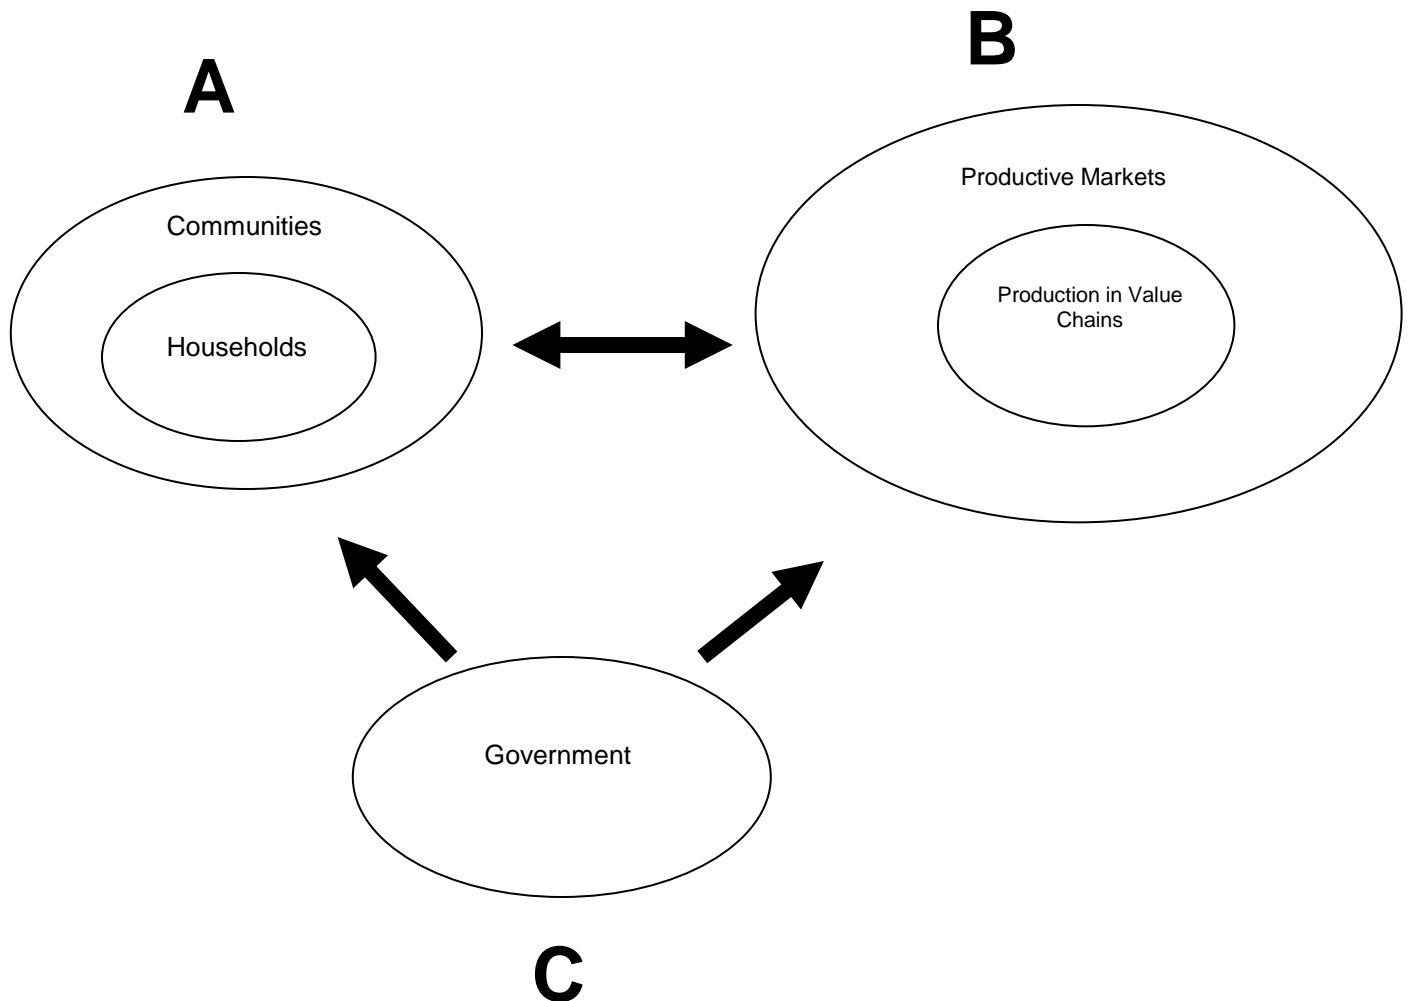 A
B
Communities
Households
Productive Markets
Production in Value
Chains
Government
C